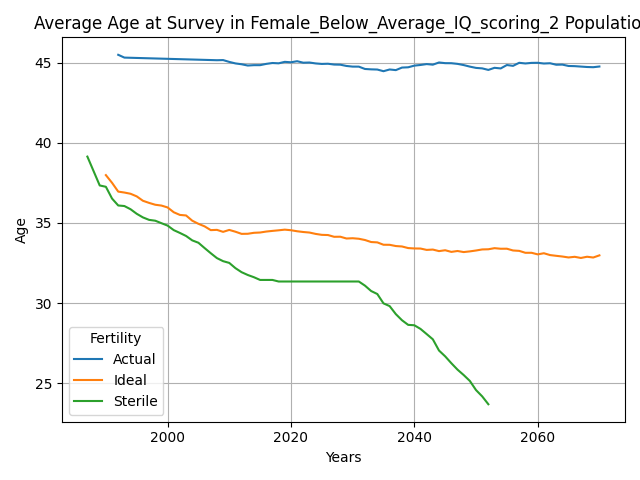 Average Age at Survey in Female_Below_Average_IQ_scoring_2 Populatio
45
40
35
30
25
Age
2000
2020
2040
2060
Years
Fertility
Actual
Ideal
Sterile